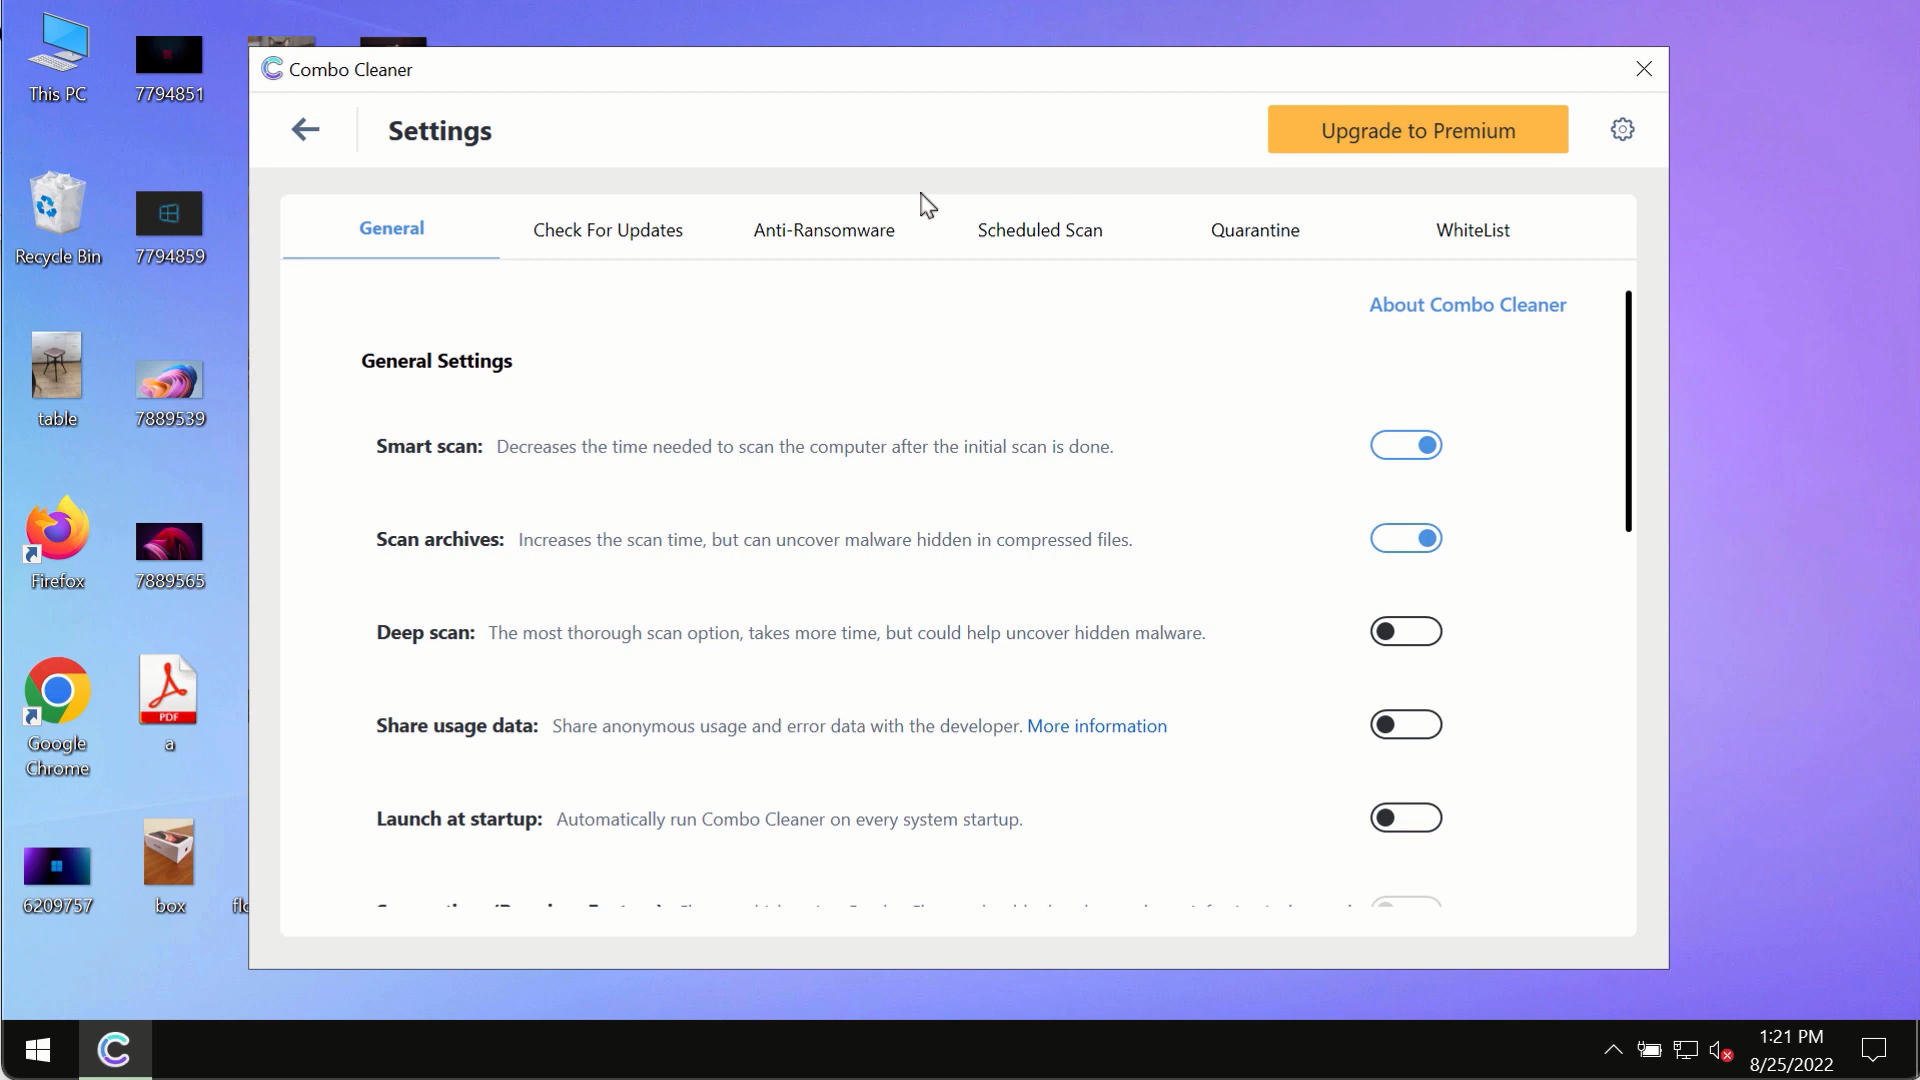 This PC
7794851
Recycle Bin
7794859
table
7889539
Firefox
7889565
Google
Chrome
a
PDF
6209757
box
Combo Cleaner
Settings
Upgrade to Premium
General
Check For Updates
Anti-Ransomware
Scheduled Scan
Quarantine
WhiteList
About Combo Cleaner
General Settings
Smart scan: Decreases the time needed to scan the computer after the initial scan is done.
Scan archives: Increases the scan time, but can uncover malware hidden in compressed files.
Deep scan: The most thorough scan option, takes more time, but could help uncover hidden malware.
Share usage data: Share anonymous usage and error data with the developer. More information
Launch at startup: Automatically run Combo Cleaner on every system startup.
1:21 PM
8/25/2022